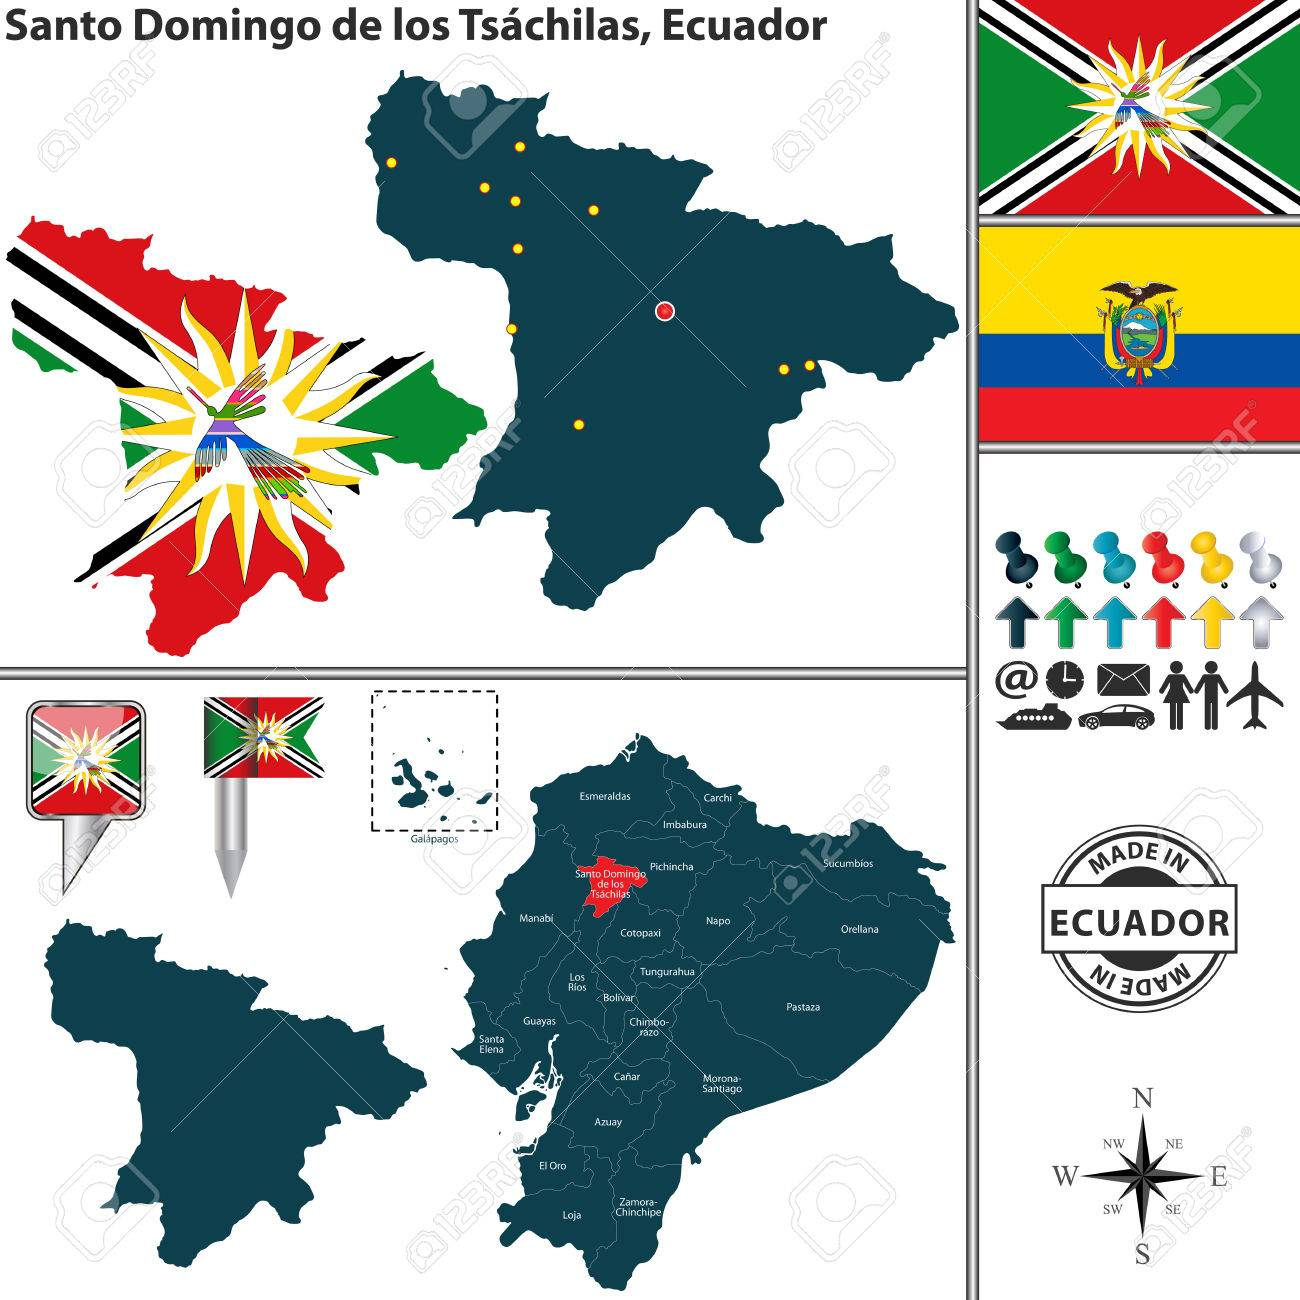 Santo Domingo de los Tsáchilas, Ecuador
Galápagos
Esmeraldas
Carchi
Imbabura
Pichincha
Sucumbíos
Santo Domingo
de los
Tsáchilas
Manabí
Napo
Cotopaxi
Orellana
Tungurahua
Los
Ríos
Bolívar
Pastaza
Guayas
Chimbo-
razo
Santa
Elena
Cañar
Morona-
Santiago
Azuay
El Oro
Zamora-
Chinchipe
Loja
@
MADE IN
ECUADOR
MADE IN
N
NW
NE
W
E
SW
SE
S
123RF